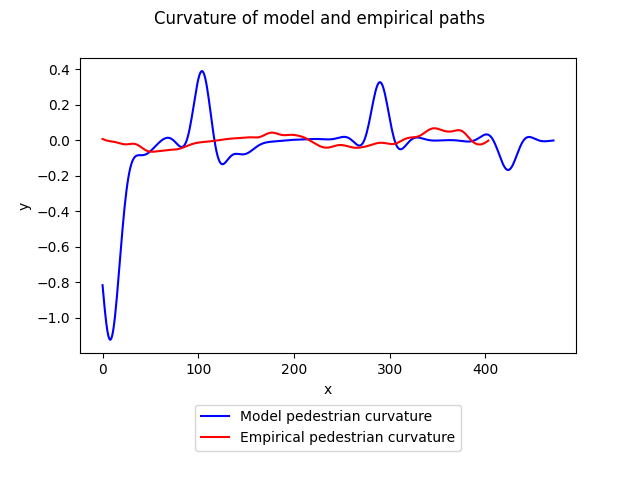 Curvature of model and empirical paths
0.4
0.2
0.0
−0.2
−0.4
−0.6
−0.8
−1.0
y
0 100 200 300 400
x
Model pedestrian curvature
Empirical pedestrian curvature